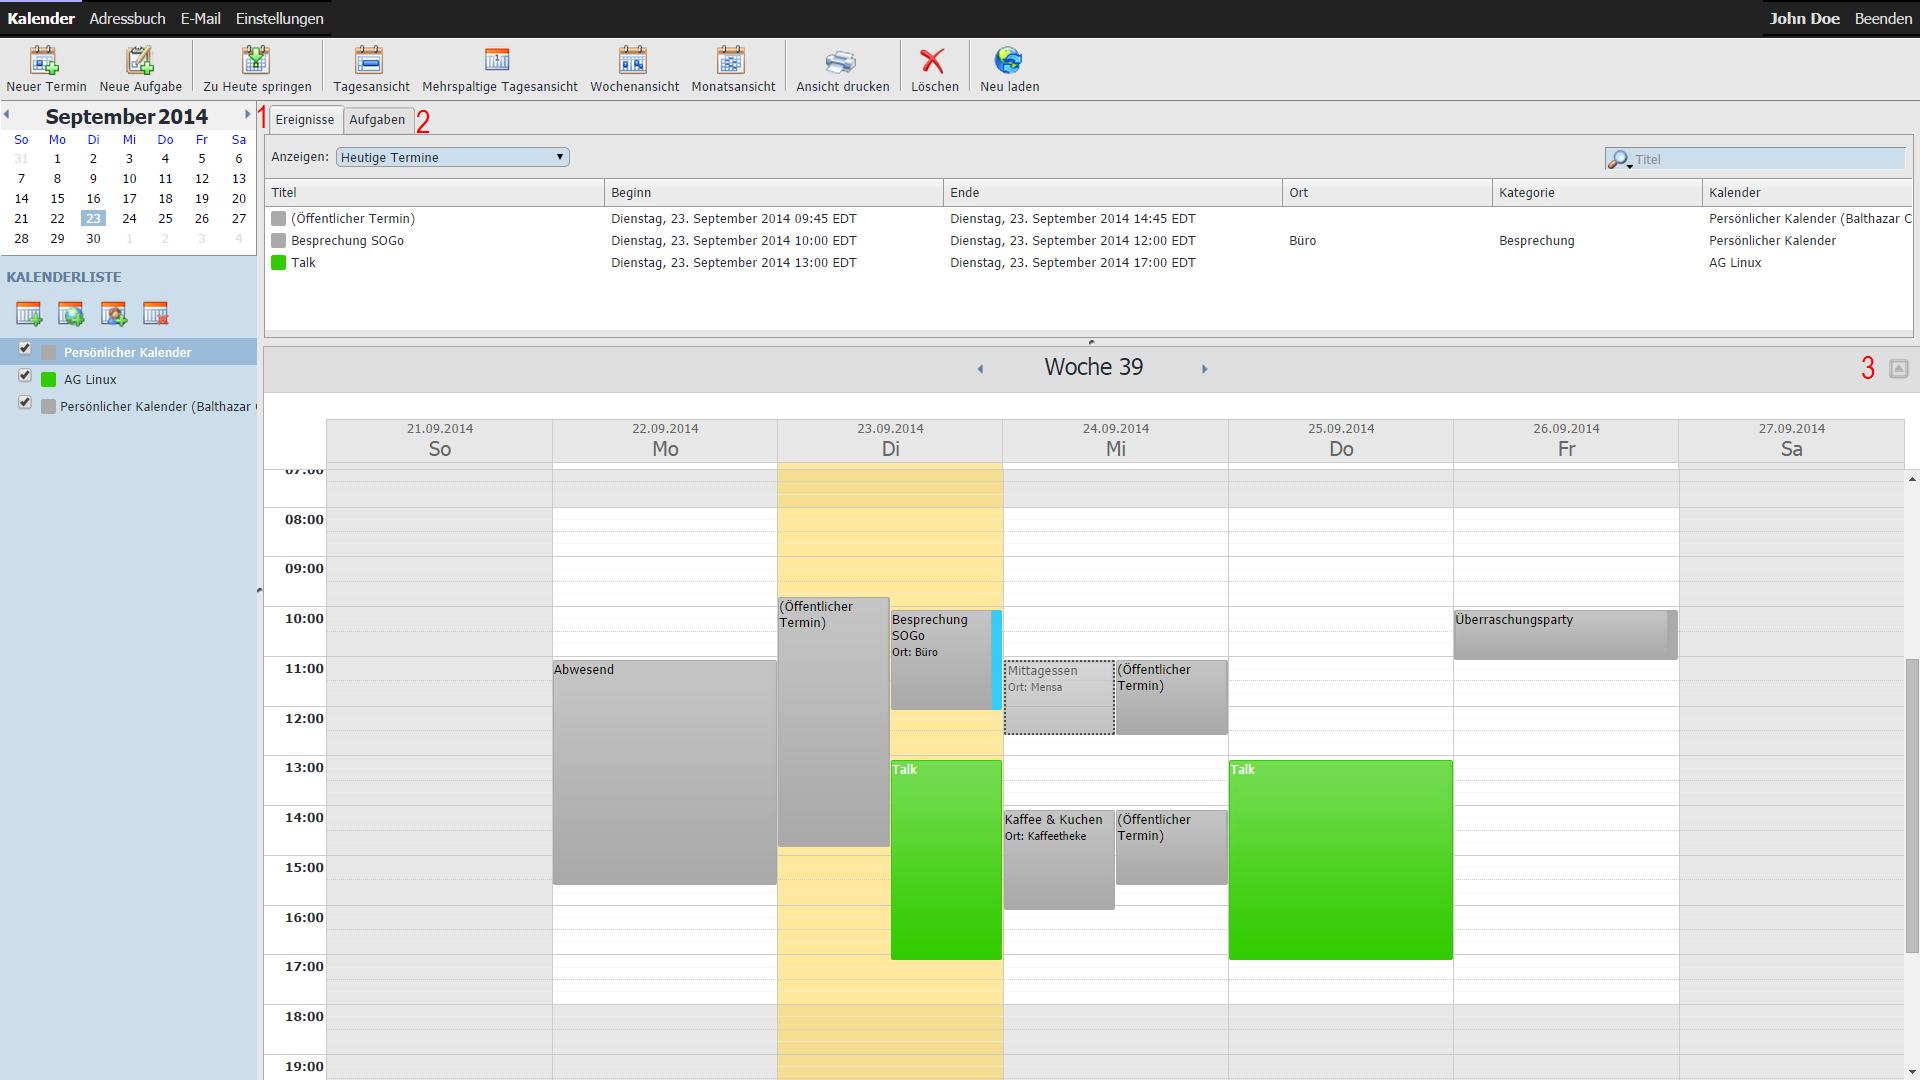 Kalender Adressbuch E-Mail Einstellungen John Doe Beenden
Neuer Termin Neue Aufgabe Zu Heute springen Tagesansicht Mehrspaltige Tagesansicht Wochenansicht Monatsansicht Ansicht drucken Löschen Neu laden
September 2014
So Mo Di Mi Do Fr Sa
31 1 2 3 4 5 6
7 8 9 10 11 12 13
14 15 16 17 18 19 20
21 22 23 24 25 26 27
28 29 30 1 2 3 4
KALENDERLISTE
Persönlicher Kalender
AG Linux
Persönlicher Kalender (Balthazar
1 Ereignisse Aufgaben 2
Anzeigen: Heutige Termine Titel
Titel Beginn Ende Ort Kategorie Kalender
(Öffentlicher Termin) Dienstag, 23. September 2014 09:45 EDT Dienstag, 23. September 2014 14:45 EDT Persönlicher Kalender (Balthazar C
Besprechung SOGo Dienstag, 23. September 2014 10:00 EDT Dienstag, 23. September 2014 12:00 EDT Büro Besprechung Persönlicher Kalender
Talk Dienstag, 23. September 2014 13:00 EDT Dienstag, 23. September 2014 17:00 EDT AG Linux
Woche 39 3
21.09.2014 22.09.2014 23.09.2014 24.09.2014 25.09.2014 26.09.2014 27.09.2014
So Mo Di Mi Do Fr Sa
07:00
08:00
09:00
10:00
11:00
12:00
13:00
14:00
15:00
16:00
17:00
18:00
19:00
Abwesend
(Öffentlicher
Termin)
Besprechung
SOGo
Ort: Büro
Talk
Mittagessen
Ort: Mensa
(Öffentlicher
Termin)
Kaffee & Kuchen
Ort: Kaffeetheke
(Öffentlicher
Termin)
Talk
Überraschungsparty